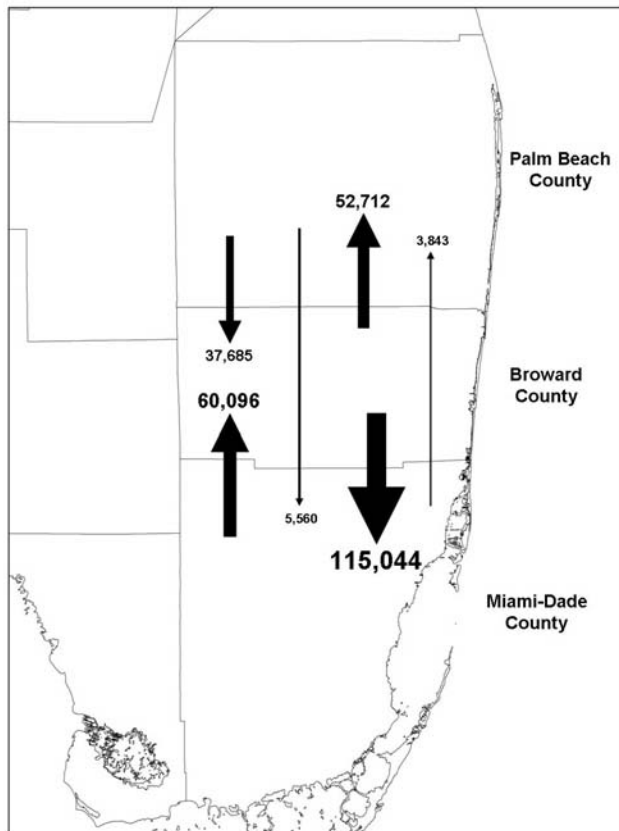 Palm Beach
County
52,712
3,843
37,685
60,096
Broward
County
5,560
115,044
Miami-Dade
County